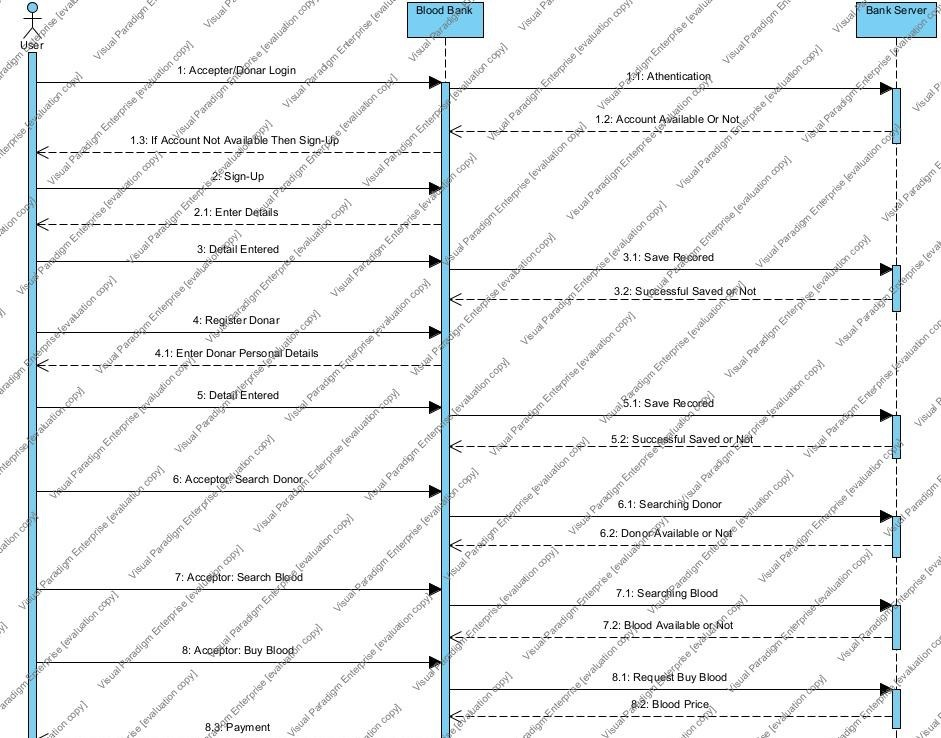 Blood Bank
Bank Server
User
1: Accepter/Donar Login
1.1: Athentication
1.2: Account Available Or Not
1.3: If Account Not Available Then Sign-Up
2: Sign-Up
2.1: Enter Details
3: Detail Entered
3.1: Save Recored
3.2: Successful Saved or Not
4: Register Donar
4.1: Enter Donar Personal Details
5: Detail Entered
5.1: Save Recored
5.2: Successful Saved or Not
6: Acceptor: Search Donor
6.1: Searching Donor
6.2: Donor Available or Not
7: Acceptor: Search Blood
7.1: Searching Blood
7.2: Blood Available or Not
8: Acceptor: Buy Blood
8.1: Request Buy Blood
8.2: Blood Price
8.3: Payment
Visual Paradigm Enterprise [evaluation copy]